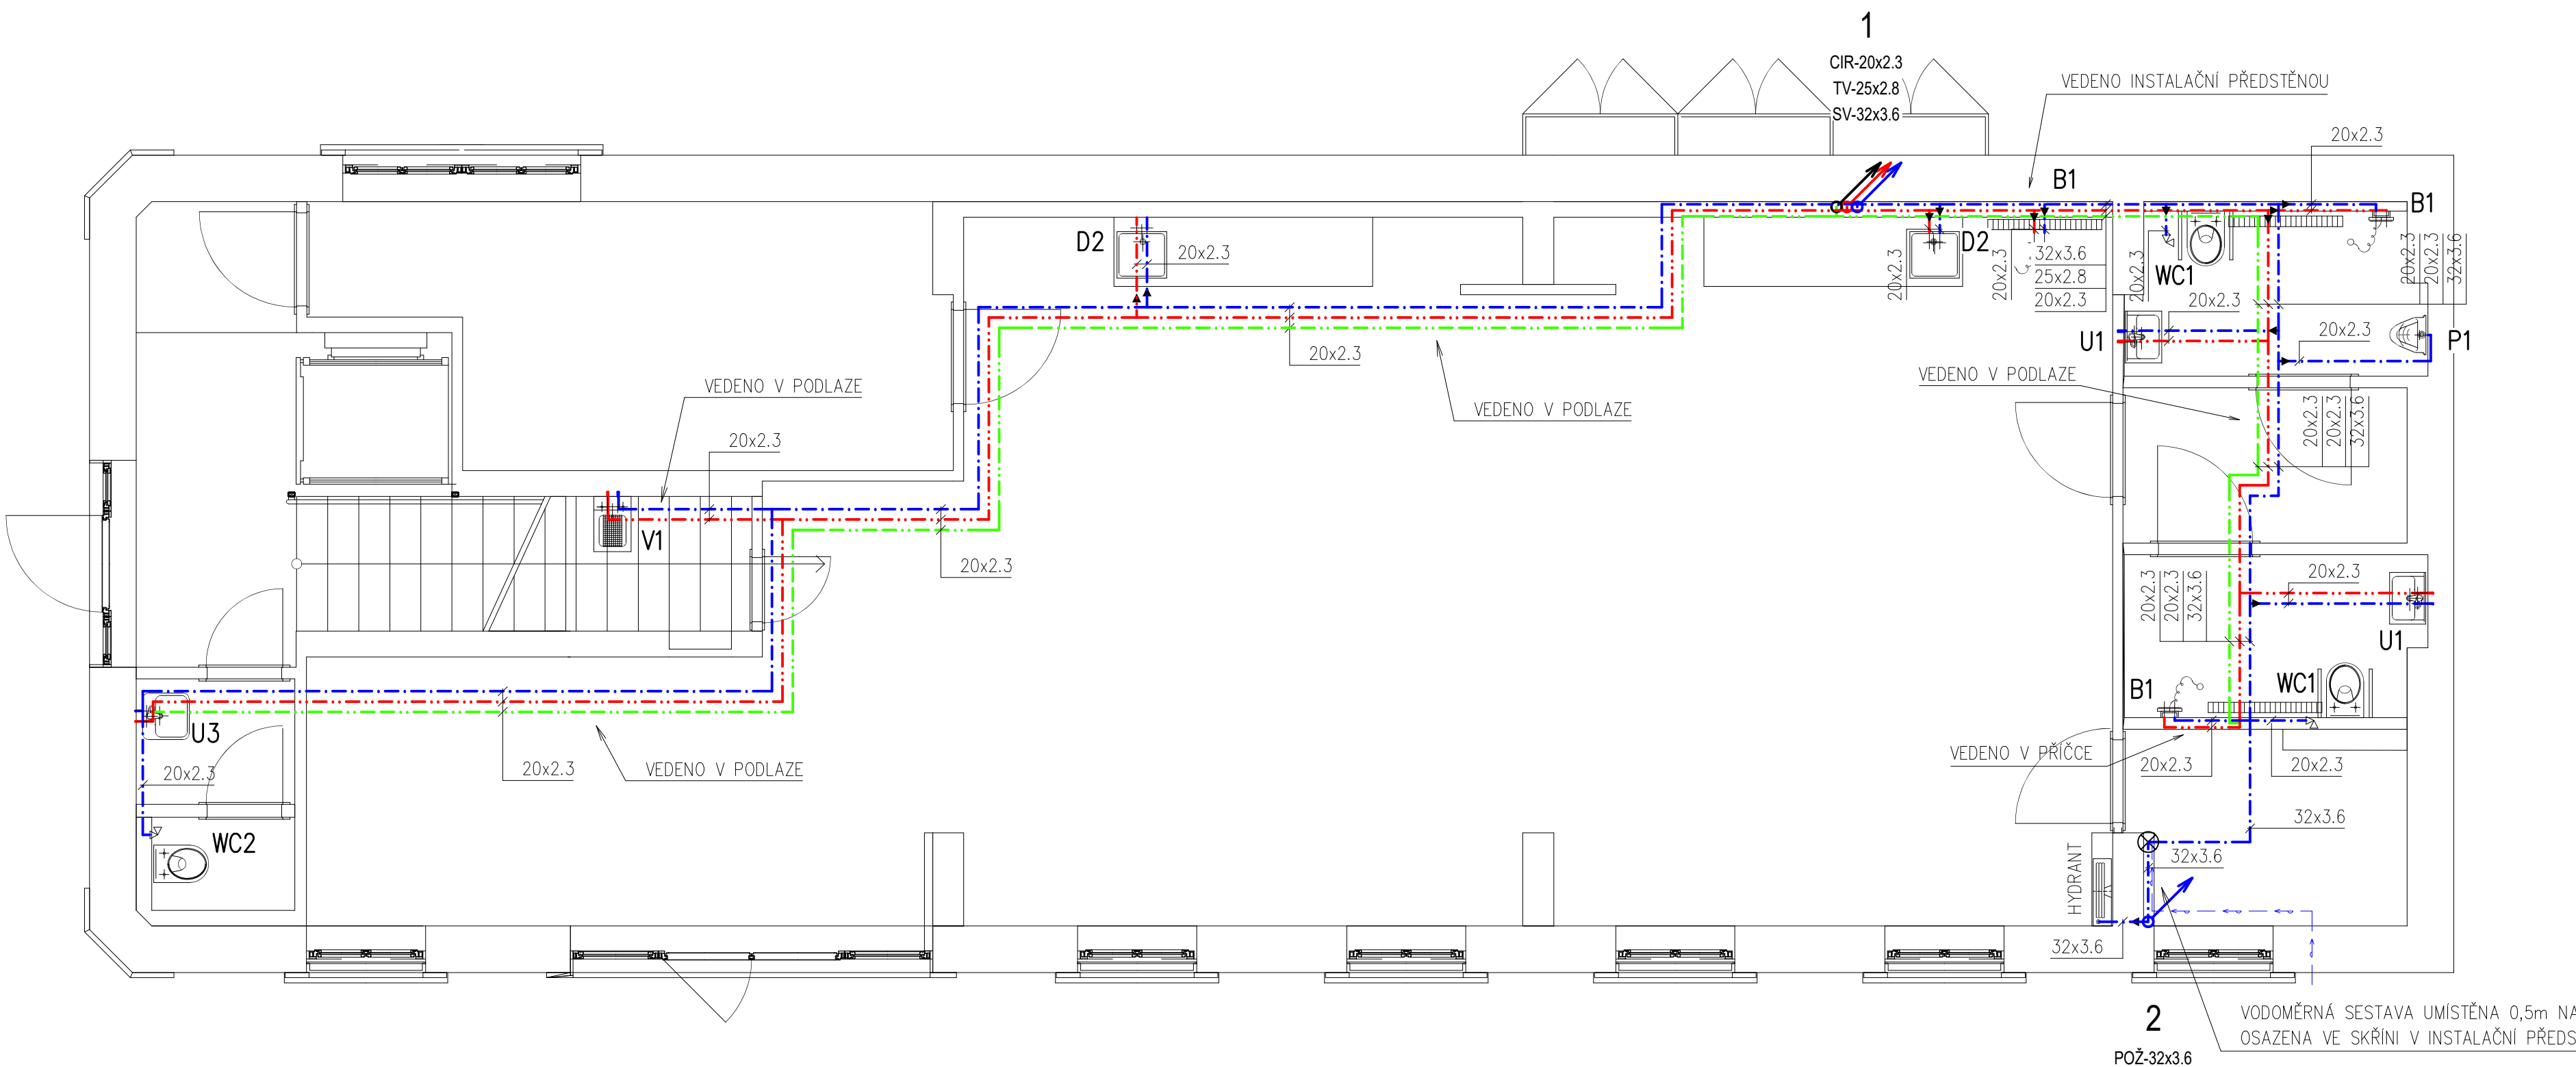 1
CIR-20x2.3
TV-25x2.8
SV-32x3.6
VEDENO INSTALAČNÍ PŘEDSTĚNOU
20x2.3
B1
B1
D2
20x2.3
D2
20x2.3
20x2.3
32x3.6
25x2.8
20x2.3
20x2.3
WC1
20x2.3
20x2.3
20x2.3
32x3.6
U1
20x2.3
P1
20x2.3
VEDENO V PODLAZE
VEDENO V PODLAZE
VEDENO V PODLAZE
20x2.3
20x2.3
20x2.3
32x3.6
V1
20x2.3
20x2.3
20x2.3
20x2.3
32x3.6
U1
B1
WC1
U3
20x2.3
20x2.3
VEDENO V PODLAZE
VEDENO V PŘÍČCE
20x2.3
20x2.3
WC2
32x3.6
32x3.6
HYDRANT
32x3.6
2
POŽ-32x3.6
VODOMĚRNÁ SESTAVA UMÍSTĚNA 0,5m
OSAZENA VE SKŘÍNI V INSTALAČNÍ